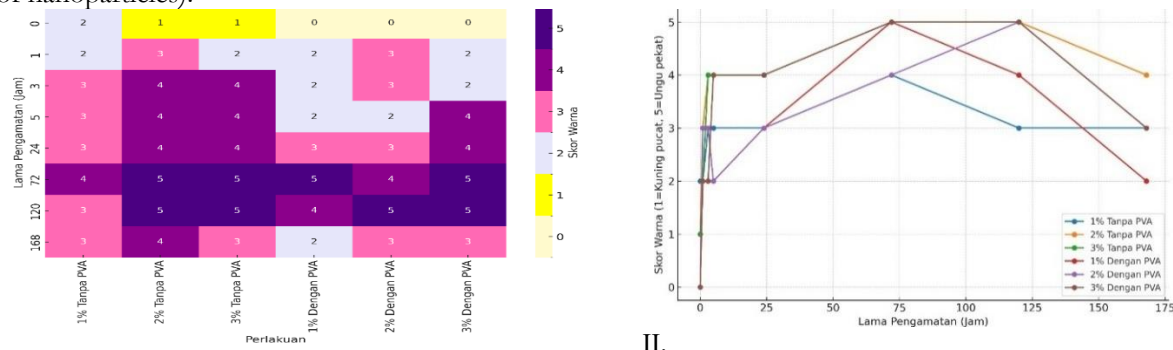 of nanoparticles).
Lama Pengamatan (Jam)
0 2 1 1 0 0 0
1 2 3 2 2 3 2
3 3 4 4 2 3 2
5 3 4 4 2 2 4
24 3 4 4 3 3 4
72 4 5 5 5 4 5
120 3 5 5 4 5 5
168 3 4 3 2 3 3
1% Tanpa PVA
2% Tanpa PVA
3% Tanpa PVA
1% Dengan PVA
2% Dengan PVA
3% Dengan PVA
Perlakuan
5
4
3
2
1
0
Skor Warna
Skor Warna (1=Kuning pucat, 5=Ungu pekat)
5
4
3
2
1
0
1% Tanpa PVA
2% Tanpa PVA
3% Tanpa PVA
1% Dengan PVA
2% Dengan PVA
3% Dengan PVA
0 25 50 75 100 125 150 175
Lama Pengamatan (Jam)
II.